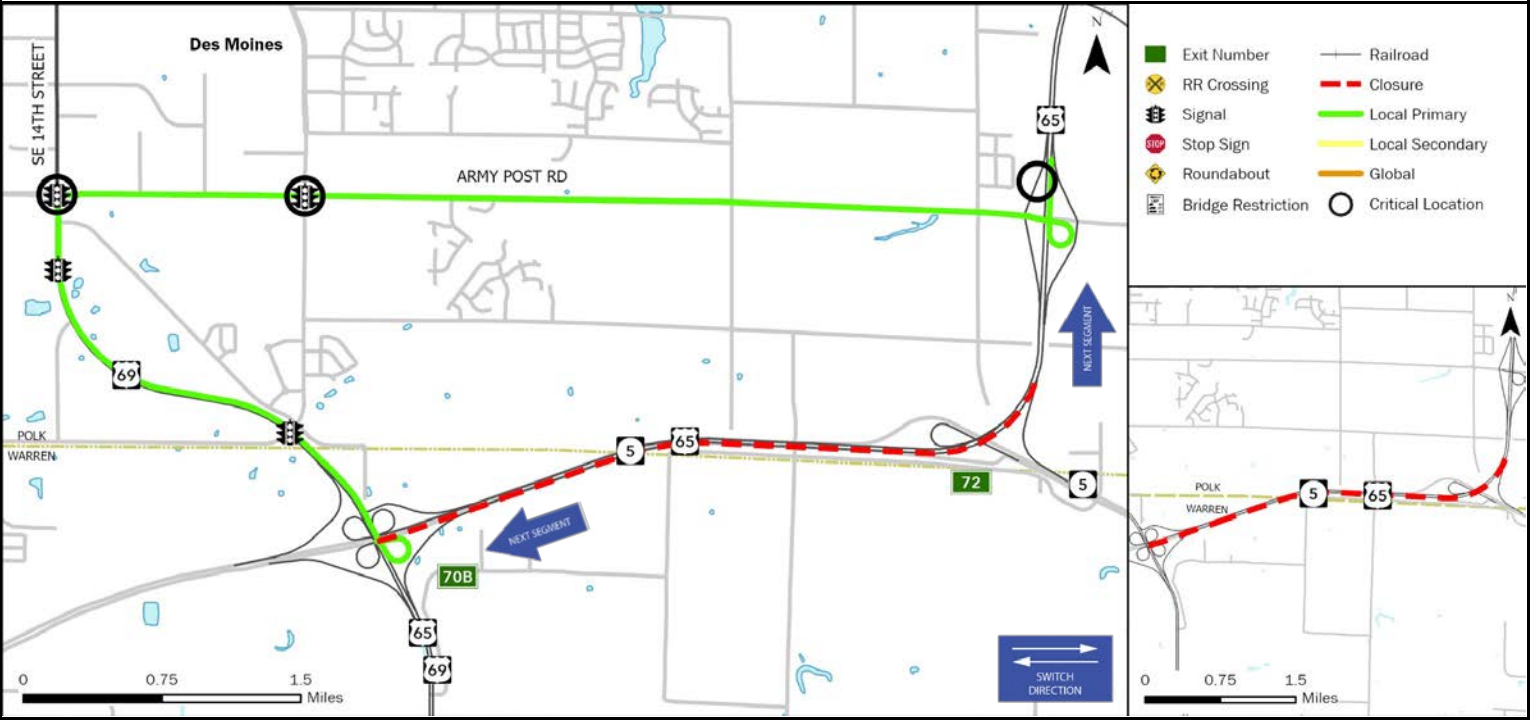 Des Moines
SE 14TH STREET
N
65
ARMY POST RD
69
NEXT SEGMENT
POLK
WARREN
5
65
72
5
NEXT SEGMENT
70B
65
69
SWITCH
DIRECTION
0 0.75 1.5
Miles
Exit Number
RR Crossing
Signal
STOP
Stop Sign
Roundabout
Bridge Restriction
Railroad
Closure
Local Primary
Local Secondary
Global
Critical Location
N
POLK
WARREN
5
65
0 0.75 1.5
Miles